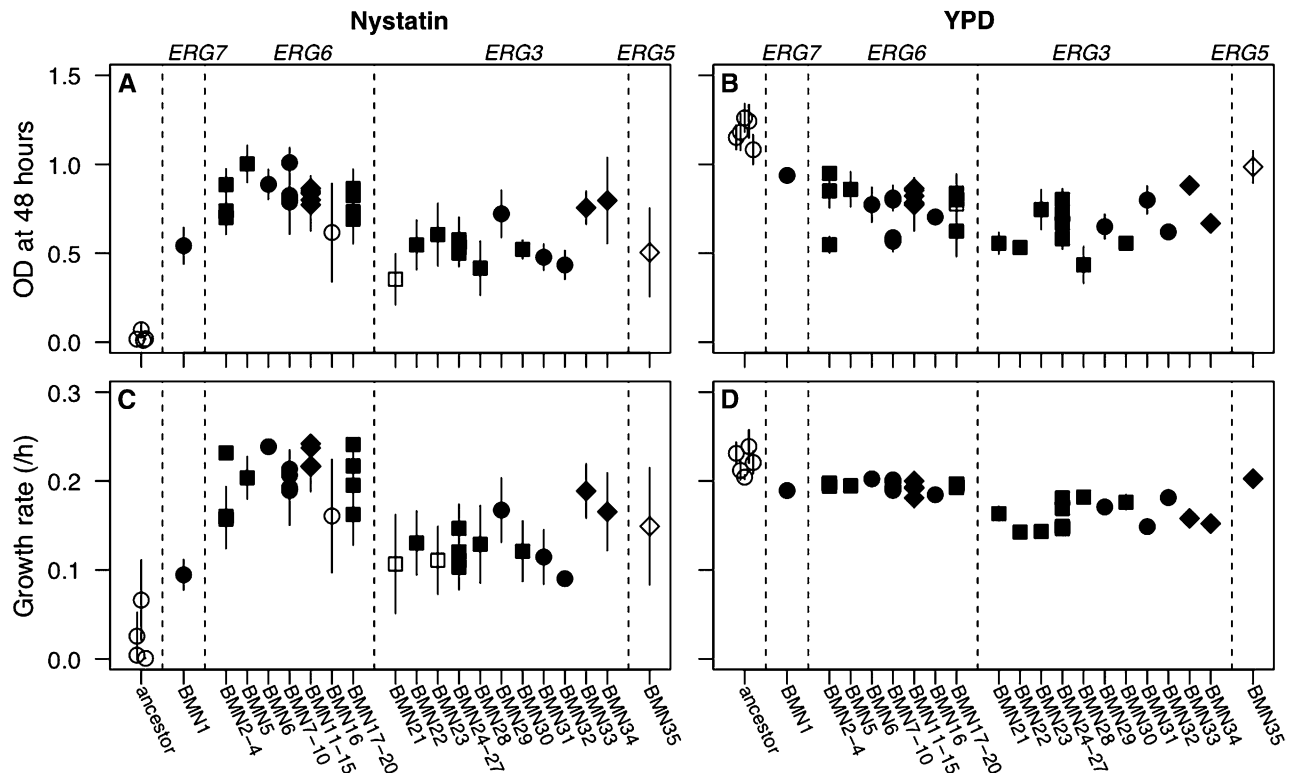 Nystatin YPD
ERG7 ERG6 ERG3 ERG5 ERG7 ERG6 ERG3 ERG5
A
B
OD at 48 hours
1.5
1.0
0.5
0.0
C
D
Growth rate (/h)
0.3
0.2
0.1
0.0
ancestor
BMN1
BMN2−4
BMN5
BMN6
BMN7−10
BMN11−15
BMN16
BMN17−20
BMN21
BMN22
BMN23
BMN24−27
BMN28
BMN29
BMN30
BMN31
BMN32
BMN33
BMN34
BMN35
ancestor
BMN1
BMN2−4
BMN5
BMN6
BMN7−10
BMN11−15
BMN16
BMN17−20
BMN21
BMN22
BMN23
BMN24−27
BMN28
BMN29
BMN30
BMN31
BMN32
BMN33
BMN34
BMN35